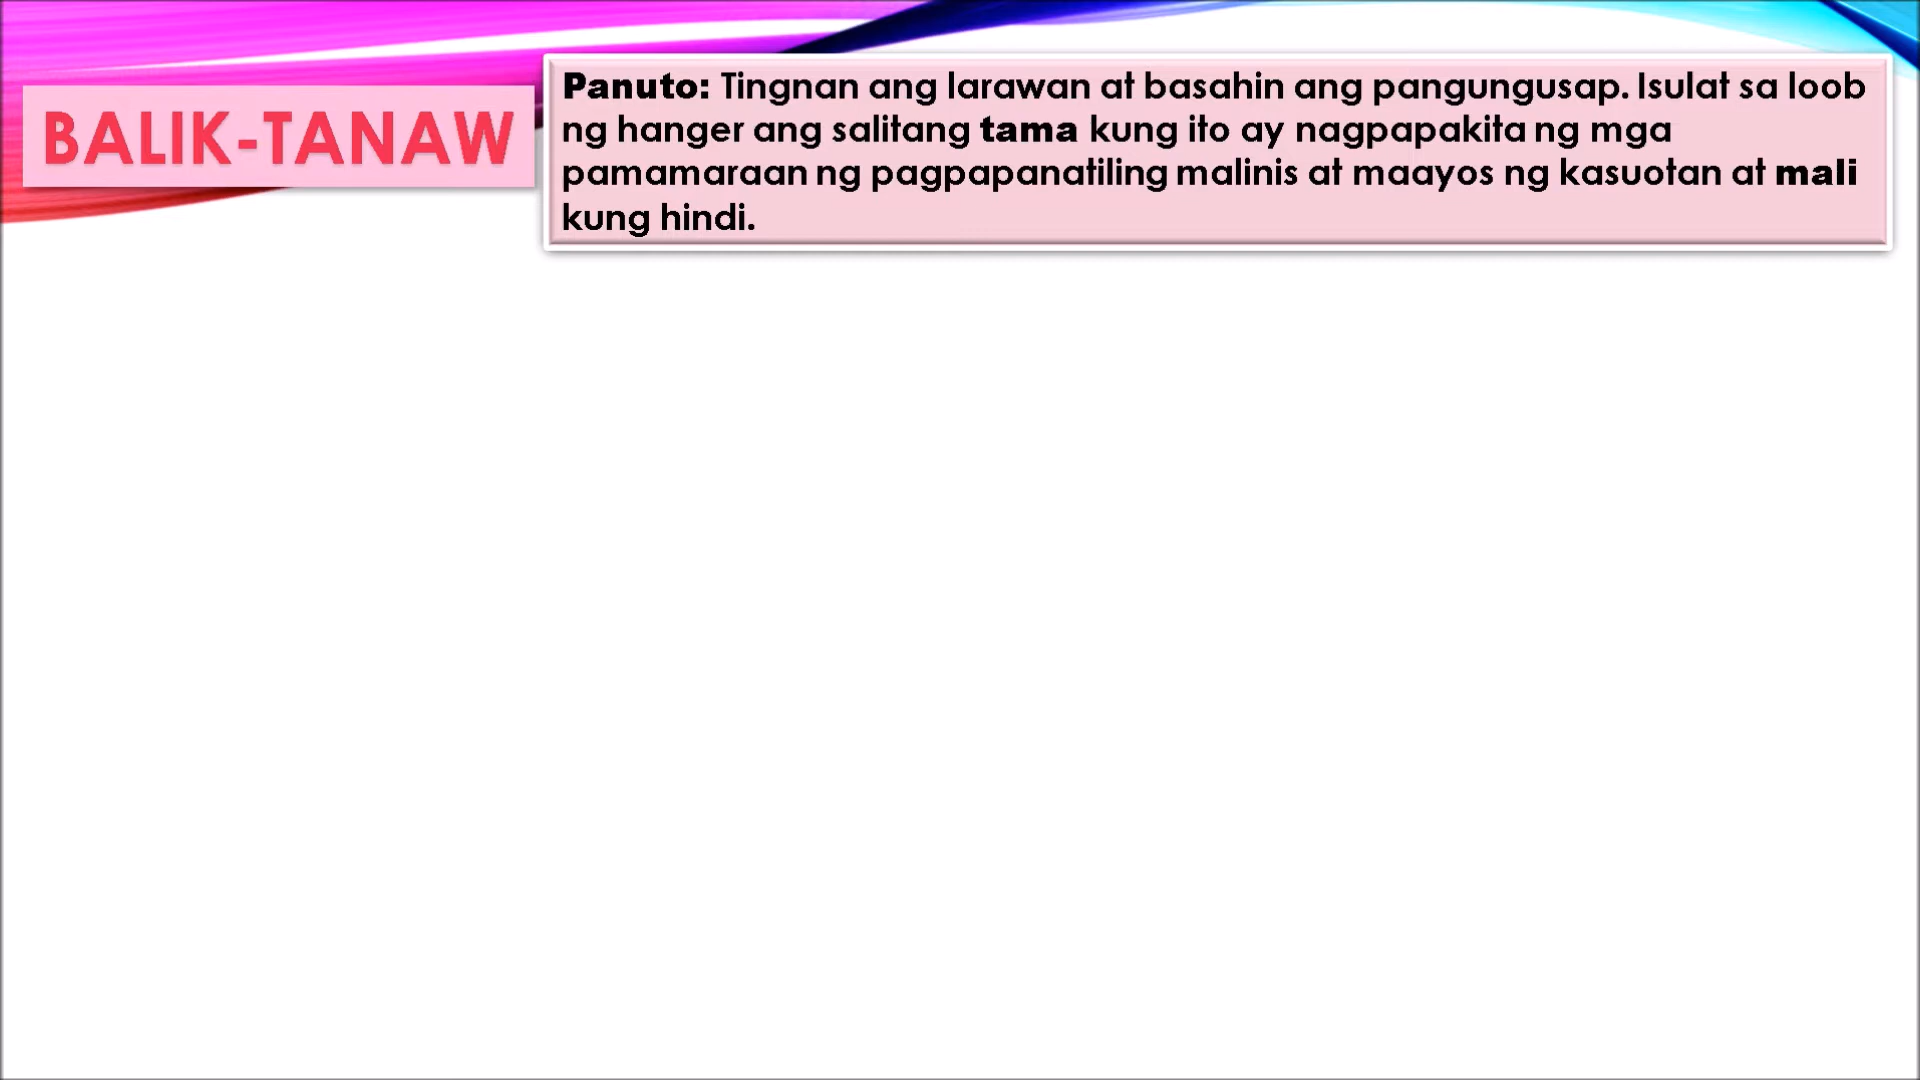 BALIK-TANAW
Panuto: Tingnan ang larawan at basahin ang pangungusap. Isulat sa loob
ng hanger ang salitang tama kung ito ay nagpapakita ng mga
pamamaraan ng pagpapanatiling malinis at maayos ng kasuotan at mali
kung hindi.